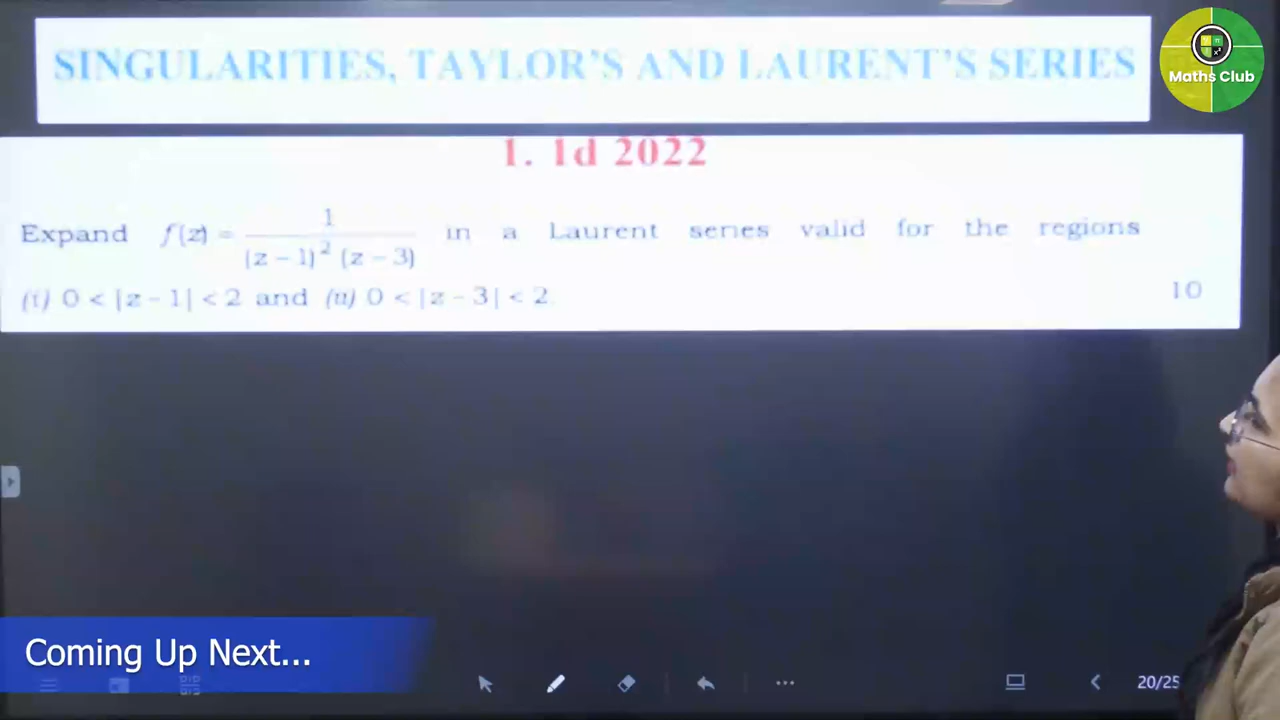 SINGULARITIES, TAYLOR'S AND LAURENT'S SERIES
Maths Club
1. 1d 2022
Expand f(z) = 1 / (z – 1)² (z – 3) in a Laurent series valid for the regions
(i) 0 < |z – 1| < 2 and (ii) 0 < |z – 3| < 2. 10
Coming Up Next...
20/25